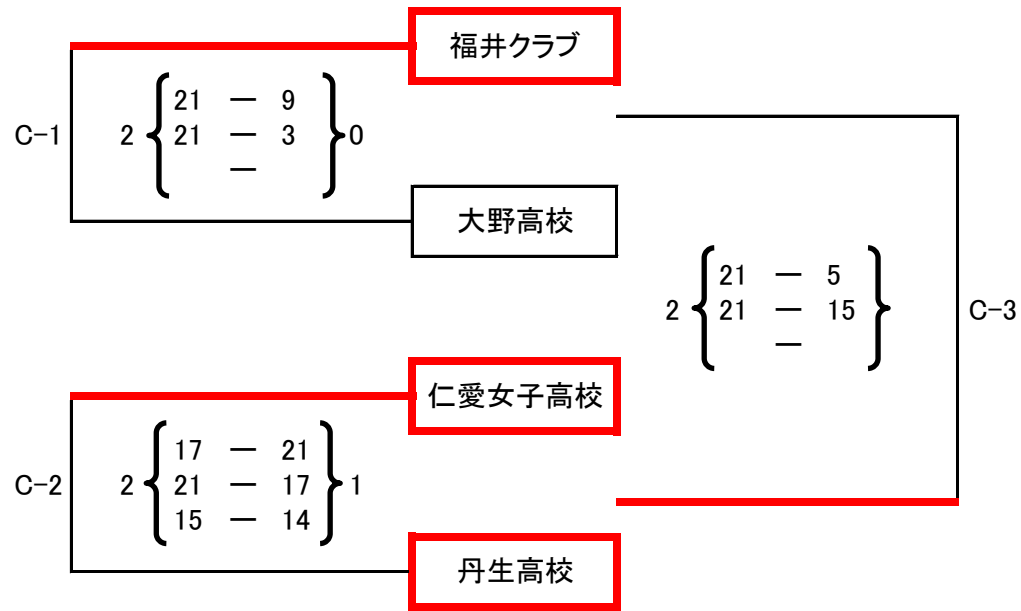 福井クラブ
21 ー 9
C-1 2 21 ー 3 0
ー
大野高校
21 ー 5
2 21 ー 15 C-3
ー
仁愛女子高校
17 ー 21
C-2 2 21 ー 17 1
15 ー 14
丹生高校